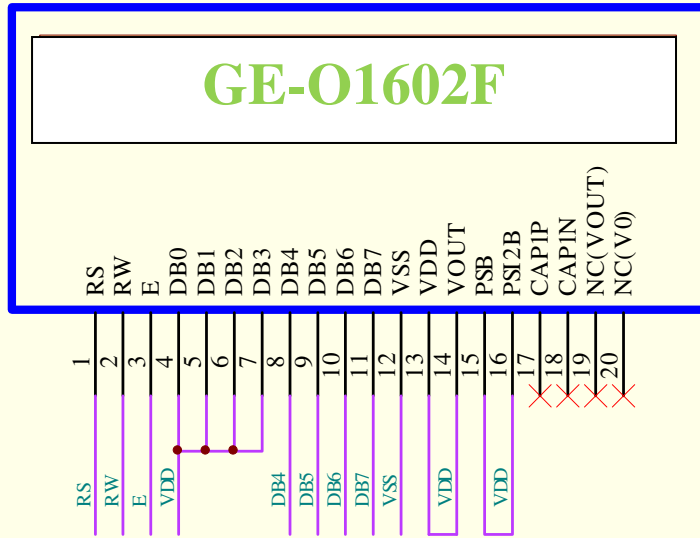 GE-O1602F
RS
RW
E
DB0
DB1
DB2
DB3
DB4
DB5
DB6
DB7
VSS
VDD
VOUT
PSB
PSI2B
CAP1P
CAP1N
NC(VOUT)
NC(V0)
1
2
3
4
5
6
7
8
9
10
11
12
13
14
15
16
17
18
19
20
RS
RW
E
VDD
DB4
DB5
DB6
DB7
VSS
VDD
VDD